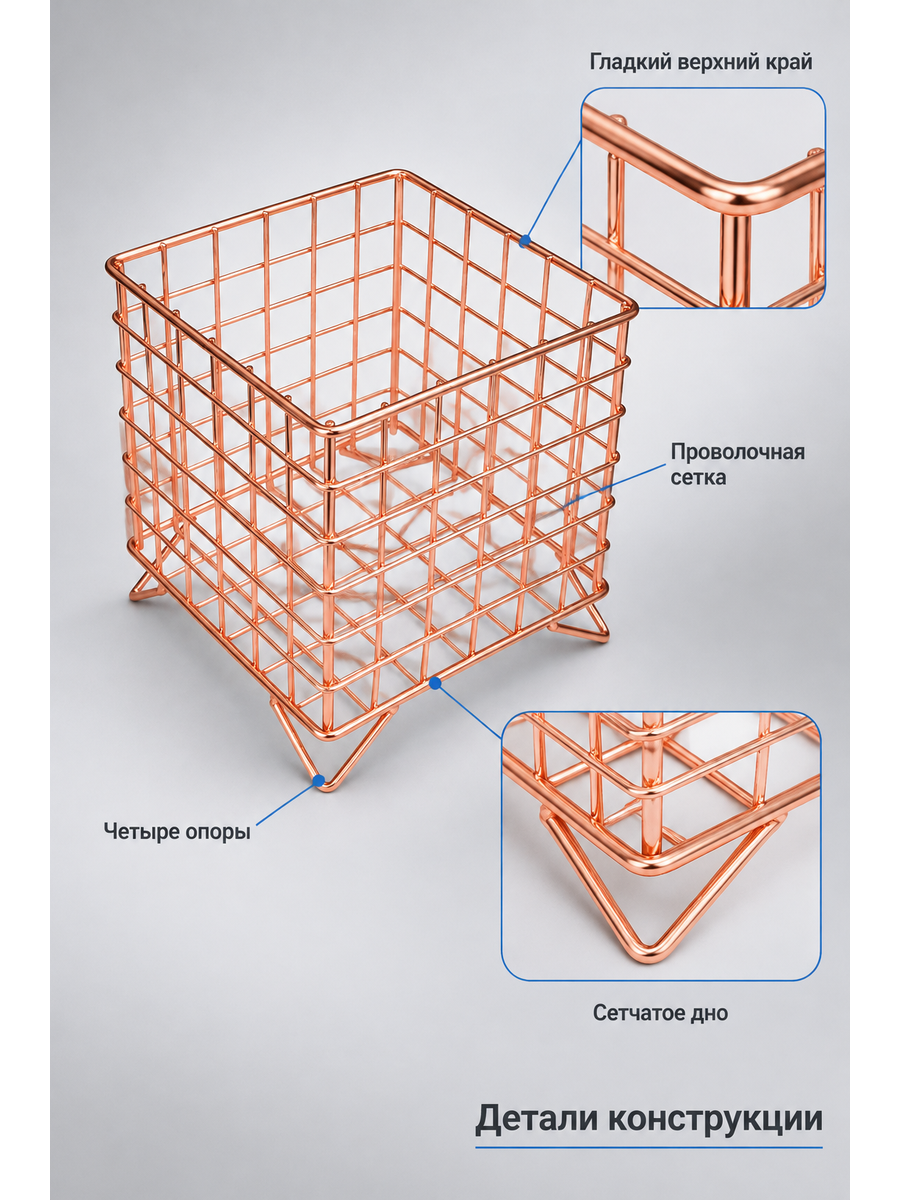 Гладкий верхний край
Проволочная
сетка
Четыре опоры
Сетчатое дно
Детали конструкции